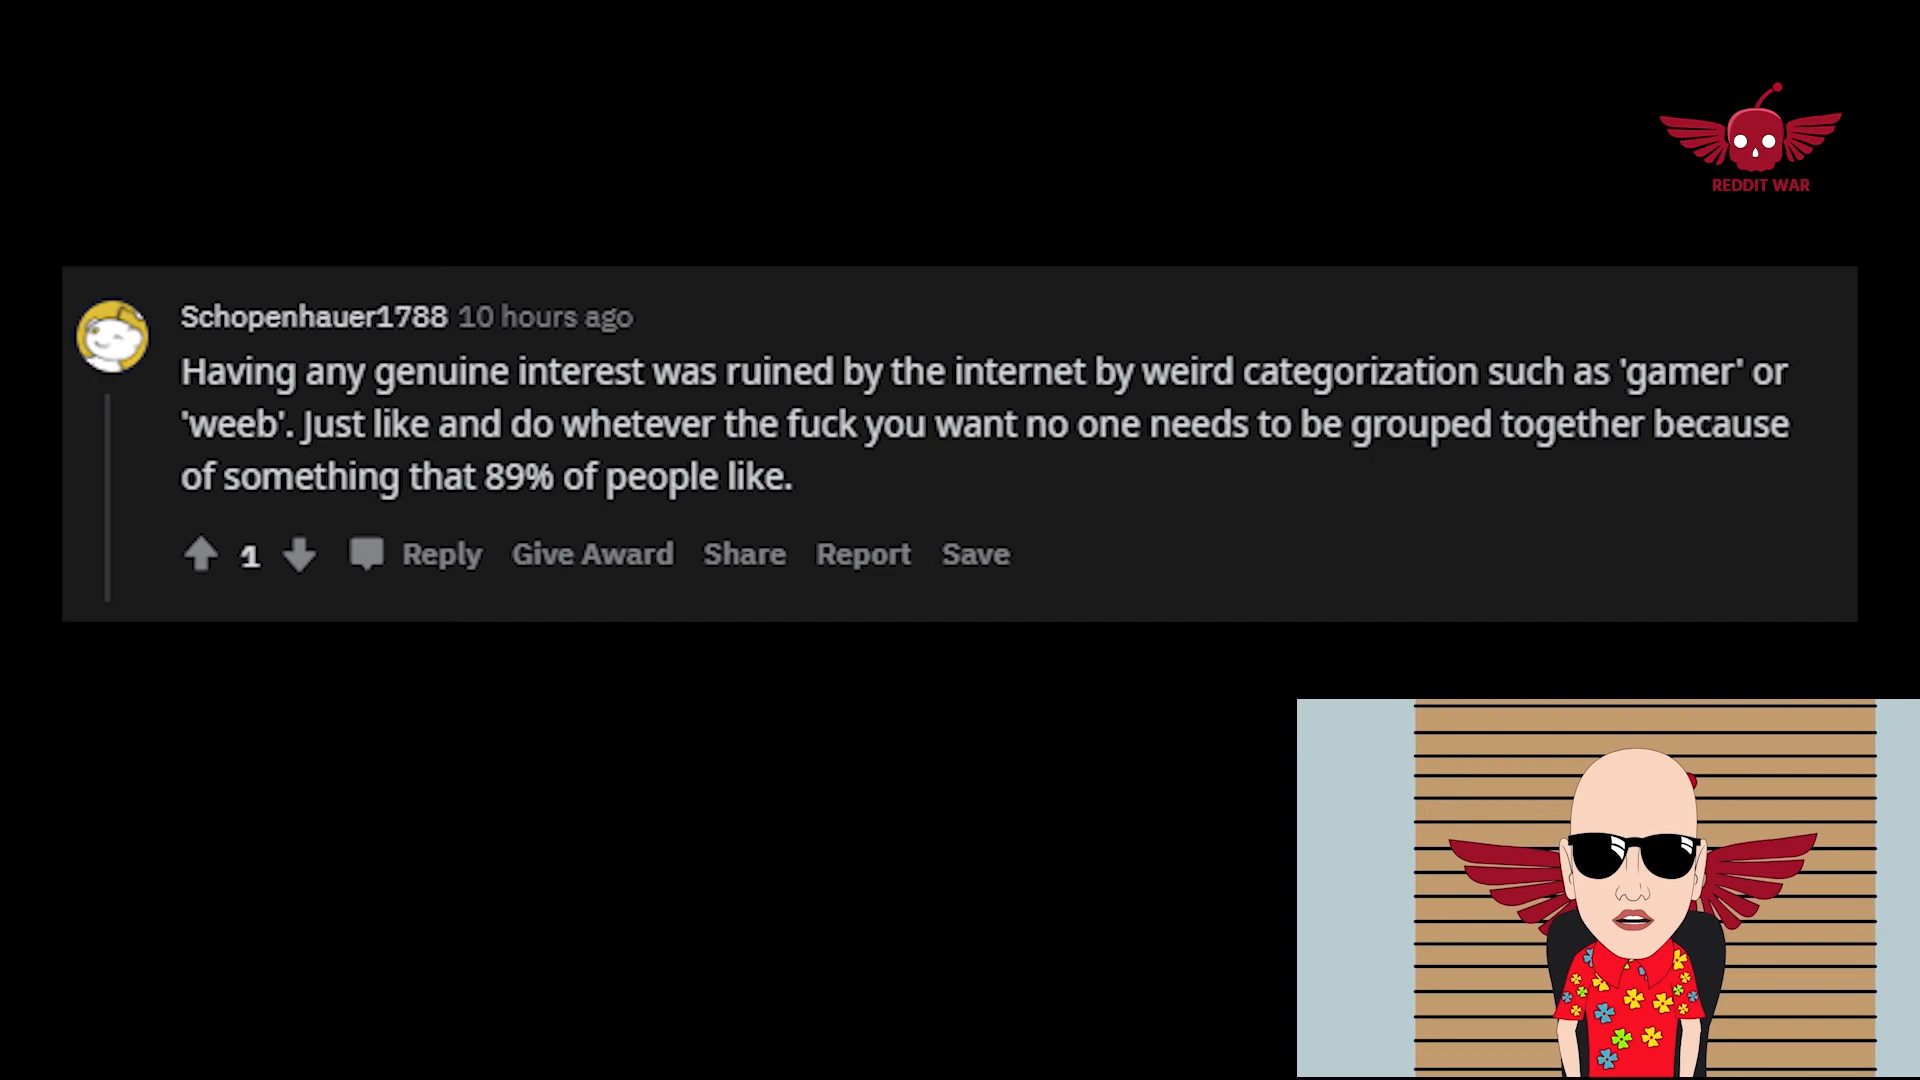 REDDIT WAR
Schopenhauer1788 10 hours ago
Having any genuine interest was ruined by the internet by weird categorization such as 'gamer' or
'weeb'. Just like and do whatever the fuck you want no one needs to be grouped together because
of something that 89% of people like.
1 Reply Give Award Share Report Save